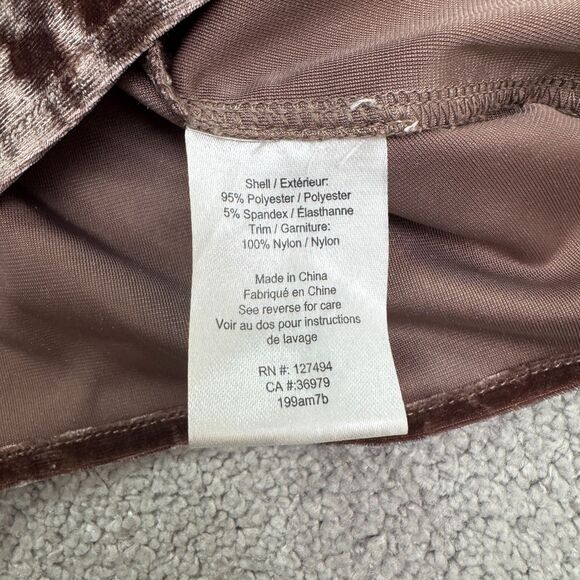 Shell / Extérieur:
95% Polyester / Polyester
5% Spandex / Élasthanne
Trim / Garniture:
100% Nylon / Nylon
Made in China
Fabriqué en Chine
See reverse for care
Voir au dos pour instructions
de lavage
RN #: 127494
CA #:36979
199am7b